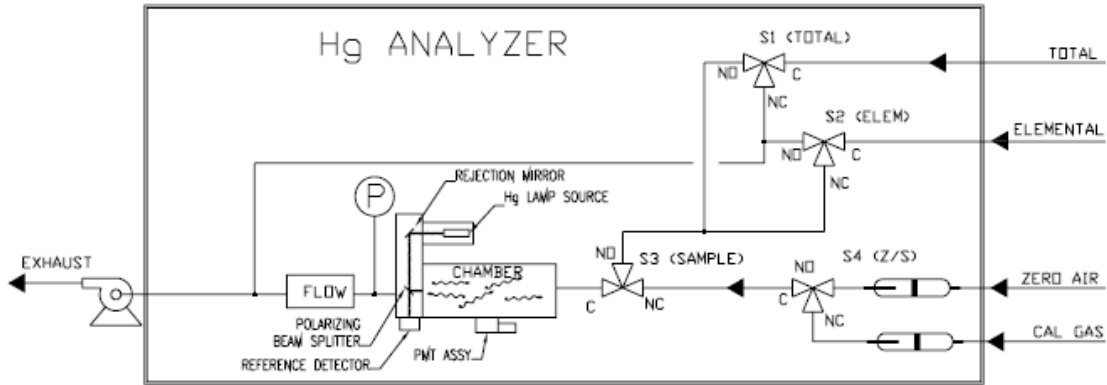 Hg ANALYZER
S1 (TOTAL)
TOTAL
NO
C
NC
S2 (ELEM)
ELEMENTAL
NO
C
NC
REJECTION MIRROR
Hg LAMP SOURCE
P
EXHAUST
FLOW
CHAMBER
NO
S3 (SAMPLE)
C
NC
S4 (Z/S)
NO
C
NC
ZERO AIR
CAL GAS
POLARIZING
BEAM SPLITTER
REFERENCE DETECTOR
PMT ASSY